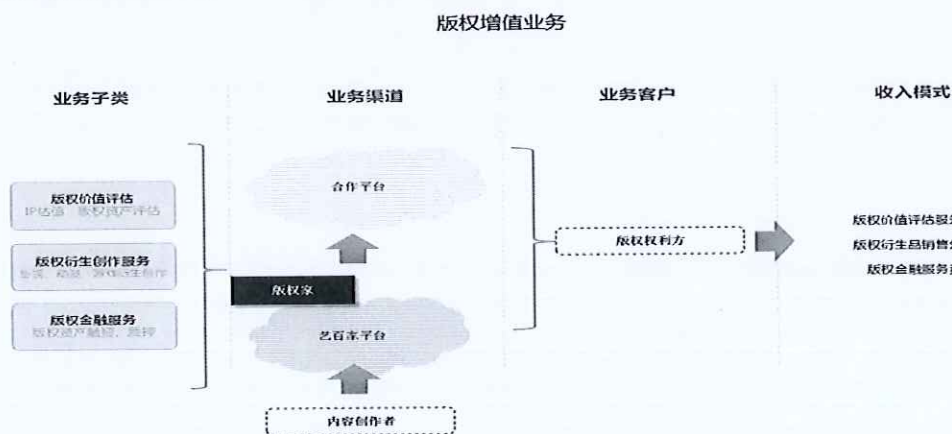 版权增值业务
业务子类
业务渠道
业务客户
收入模式
版权价值评估
IP估值、版权资产评估
版权衍生创作服务
版权金融服务
版权资产融资、质押
合作平台
版权家
艺百家平台
内容创作者
版权权利方
版权价值评估服
版权衍生品销售
版权金融服务